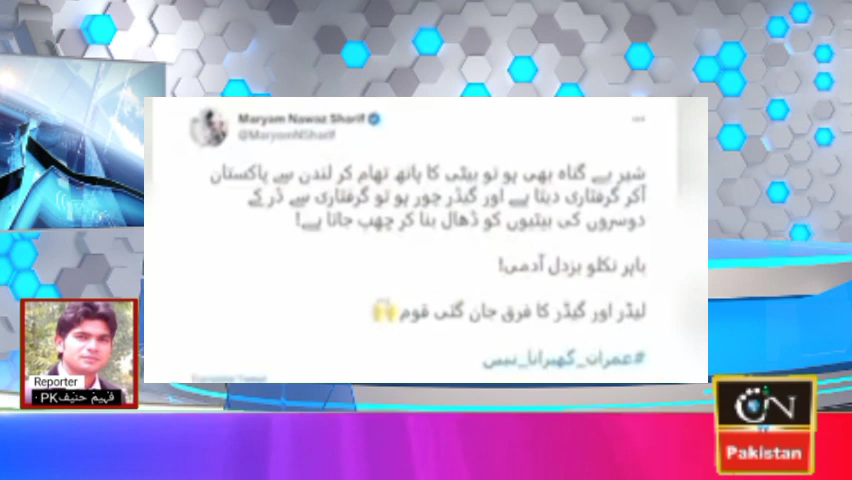 Maryam Nawaz Sharif
@MaryamNSharif
شیر بے گناہ بھی ہو تو بیٹی کا ہاتھ تھام کر لندن سے پاکستان
آکر گرفتاری دیتا ہے اور گیڈر چور ہو تو گرفتاری سے ڈر کے
دوسروں کی بیٹیوں کو ڈھال بنا کر چھپ جاتا ہے!
باہر نکلو بزدل آدمی!
لیڈر اور گیڈر کا فرق جان گئی قوم 🙌
#عمران_گھبرانا_نہیں
Translate Tweet
Reporter
فہیم حنیف PK
ON
Pakistan